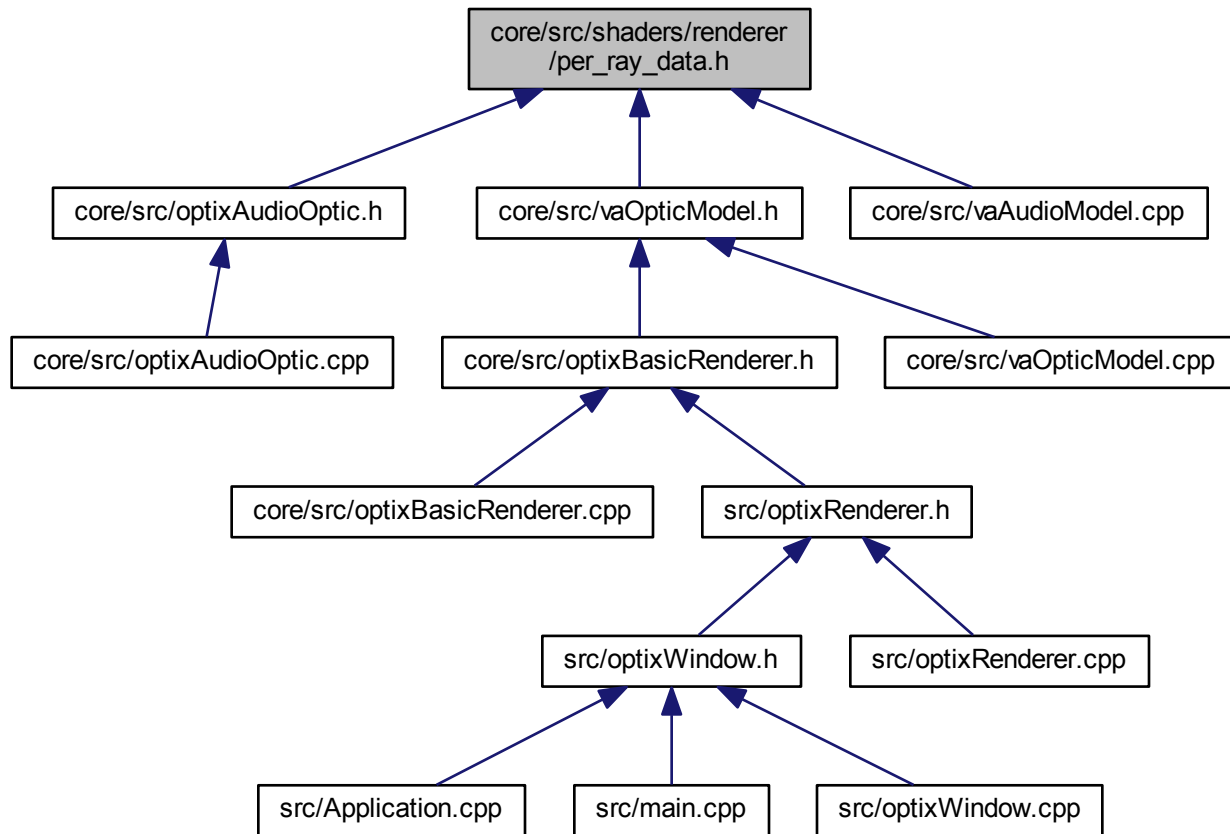 core/src/shaders/renderer
/per_ray_data.h
core/src/optixAudioOptic.h
core/src/vaOpticModel.h
core/src/vaAudioModel.cpp
core/src/optixAudioOptic.cpp
core/src/optixBasicRenderer.h
core/src/vaOpticModel.cpp
core/src/optixBasicRenderer.cpp
src/optixRenderer.h
src/optixWindow.h
src/optixRenderer.cpp
src/Application.cpp
src/main.cpp
src/optixWindow.cpp